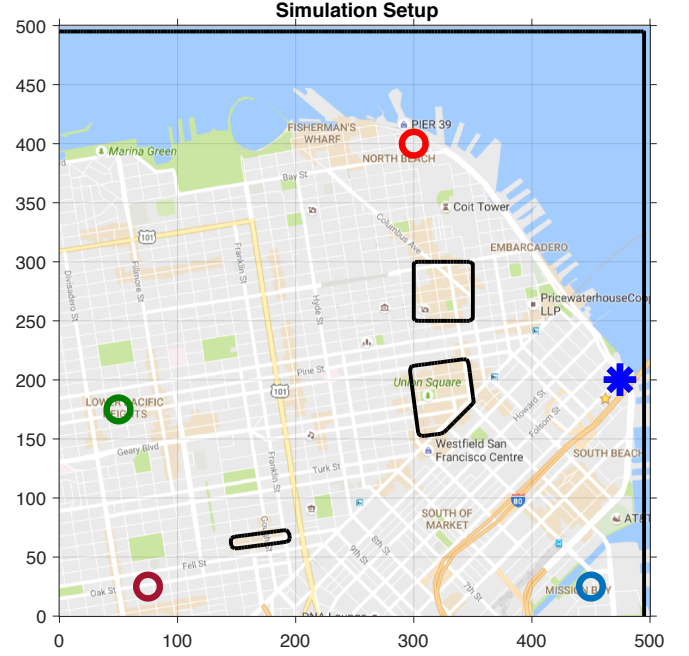 Simulation Setup
500
450
400
350
300
250
200
150
100
50
0
0
100
200
300
400
500
PIER 39
FISHERMAN'S
WHARF
NORTH BEACH
Marina Green
Bay St
Coit Tower
Columbus Ave
EMBARCADERO
101
Divisadero St
Fillmore St
Franklin St
Hyde St
PricewaterhouseCoop
LLP
Pine St
Union Square
101
LOWER PACIFIC
HEIGHTS
Howard St
Folsom St
Geary Blvd
Westfield San
Francisco Centre
SOUTH BEACH
Turk St
Franklin St
80
SOUTH OF
MARKET
AT&T
Gough St
8th St
9th St
Fell St
Oak St
7th St
MISSION BAY